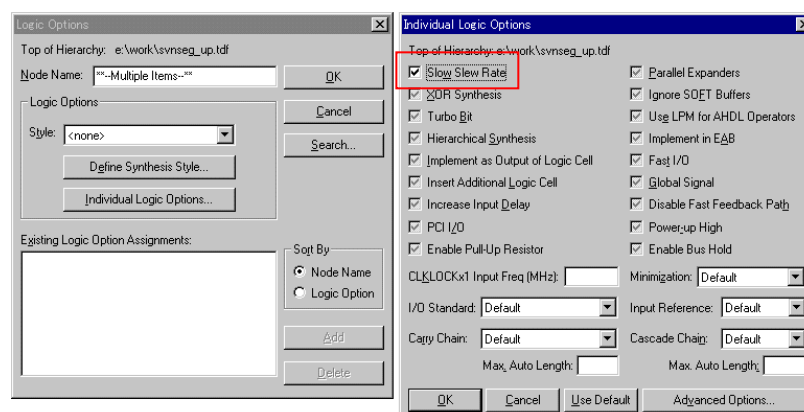 Logic Options
Top of Hierarchy: e:\work\svnseg_up.tdf
Node Name: **--Multiple Items--**
OK
Logic Options
Cancel
Style: <none>
Search...
Define Synthesis Style...
Individual Logic Options...
Existing Logic Option Assignments:
Sort By
Node Name
Logic Option
Add
Delete
Individual Logic Options
Top of Hierarchy: e:\work\svnseg_up.tdf
Slow Slew Rate
Parallel Expanders
XOR Synthesis
Ignore SOFT Buffers
Turbo Bit
Use LPM for AHDL Operators
Hierarchical Synthesis
Implement in EAB
Implement as Output of Logic Cell
Fast I/O
Insert Additional Logic Cell
Global Signal
Increase Input Delay
Disable Fast Feedback Path
PCI I/O
Power-up High
Enable Pull-Up Resistor
Enable Bus Hold
CLKLOCKx1 Input Freq (MHz):
Minimization: Default
I/O Standard: Default
Input Reference: Default
Carry Chain: Default
Cascade Chain: Default
Max. Auto Length:
Max. Auto Length:
OK
Cancel
Use Default
Advanced Options...